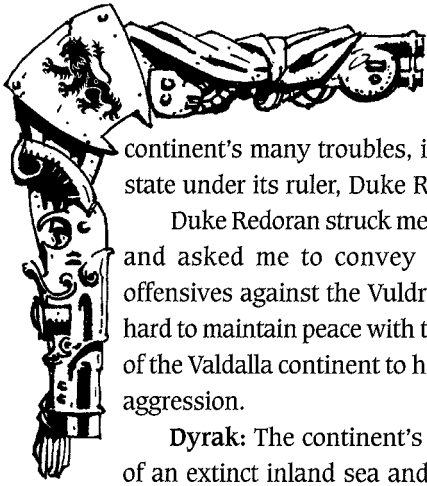 continent's many troubles, i
state under its ruler, Duke R
Duke Redoran struck me
and asked me to convey
offensives against the Vuldr
hard to maintain peace with t
of the Valdalla continent to h
aggression.
Dyrak: The continent's
of an extinct inland sea and